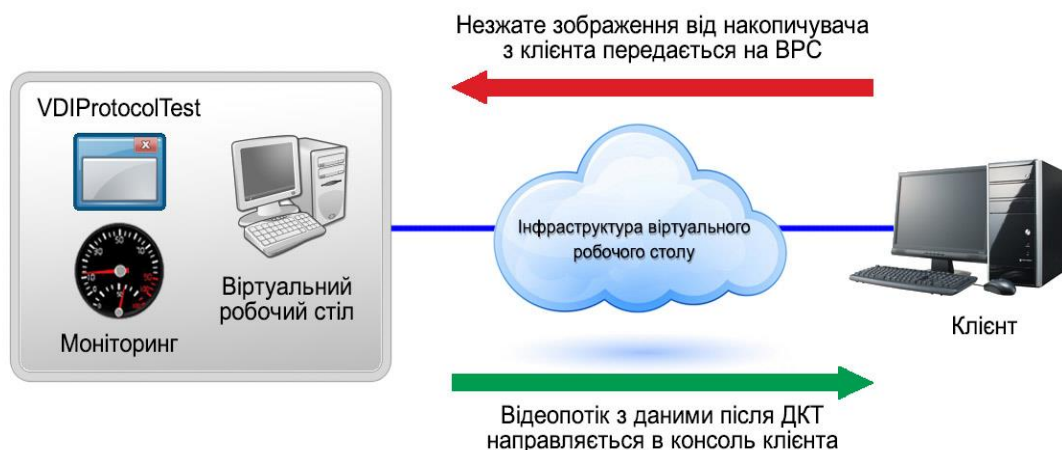 Незжате зображення від накопичувача
з клієнта передається на ВРС
VDIProtocolTest
Віртуальний
робочий стіл
Моніторинг
Інфраструктура віртуального
робочого столу
Клієнт
Відеопотік з даними після ДКТ
направляється в консоль клієнта